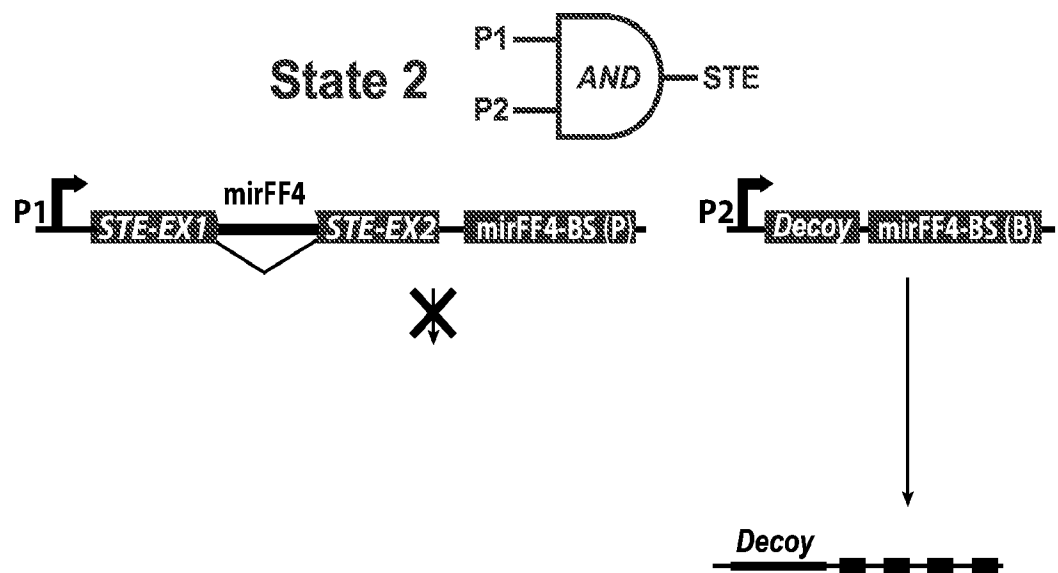 State 2
P1
P2
AND
STE
P1
mirFF4
STE-EX1
STE-EX2
mirFF4-BS (P)
P2
Decoy
mirFF4-BS (B)
Decoy